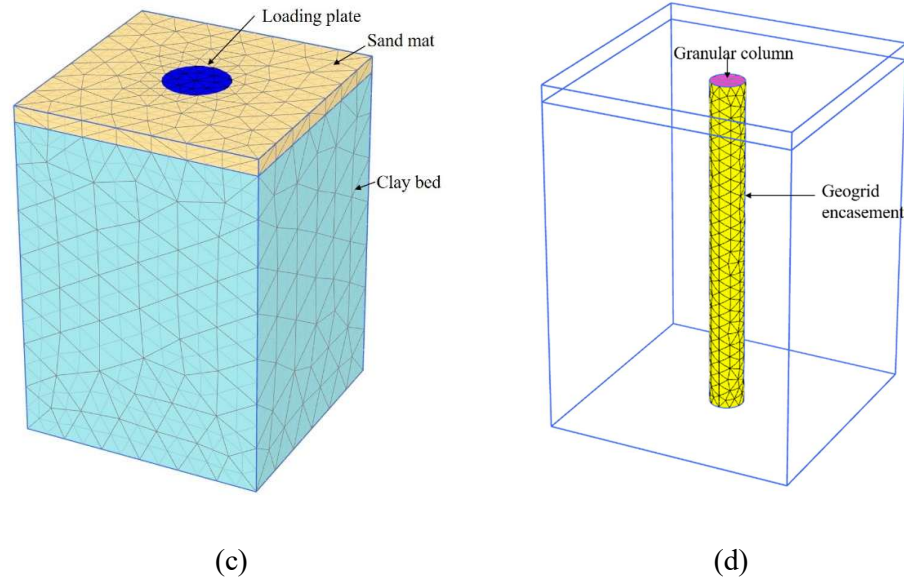 Loading plate
Sand mat
Clay bed
(c)
Granular column
Geogrid
encasement
(d)